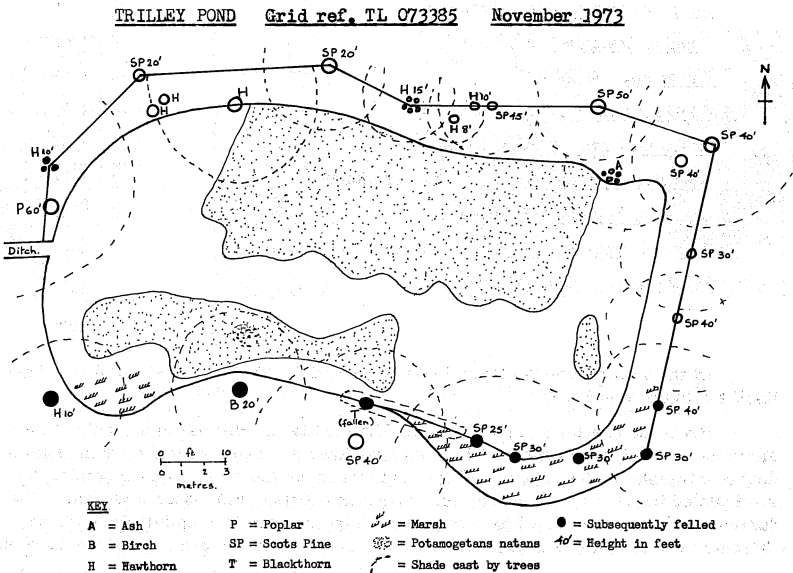 TRILLEY POND Grid ref. TL 073385 November 1973
SP 20'
SP 20'
H
H
H
H 15'
H 10'
SP 45'
H 8'
SP 50'
N
SP 40'
SP 40'
A
H 10'
P 60'
Ditch.
SP 30'
SP 40'
H 10'
B 20'
T
(fallen)
SP 40'
SP 25'
SP 30'
SP 30'
SP 40'
SP 30'
0 ft 10
0 1 2 3
metres.
KEY
A = Ash
B = Birch
H = Hawthorn
P = Poplar
SP = Scots Pine
T = Blackthorn
= Marsh
= Potamogetans natans
= Shade cast by trees
= Subsequently felled
40' = Height in feet